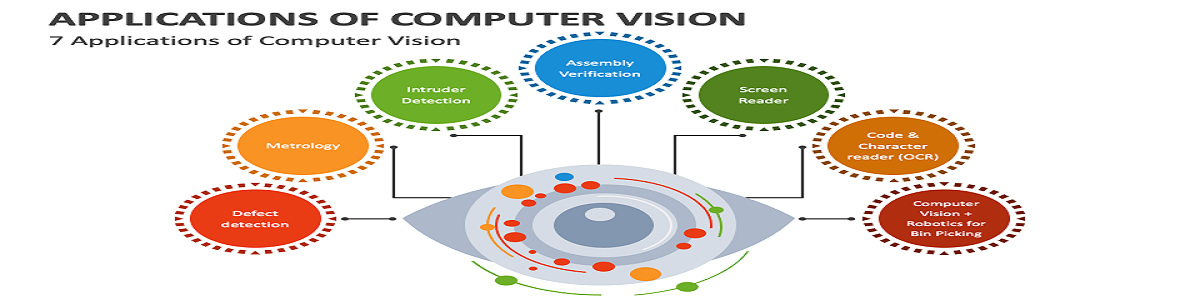 APPLICATIONS OF COMPUTER VISION
7 Applications of Computer Vision
Assembly
Verification
Intruder
Detection
Screen
Reader
Metrology
Code &
Character
reader (OCR)
Defect
detection
Computer
Vision +
Robotics for
Bin Picking